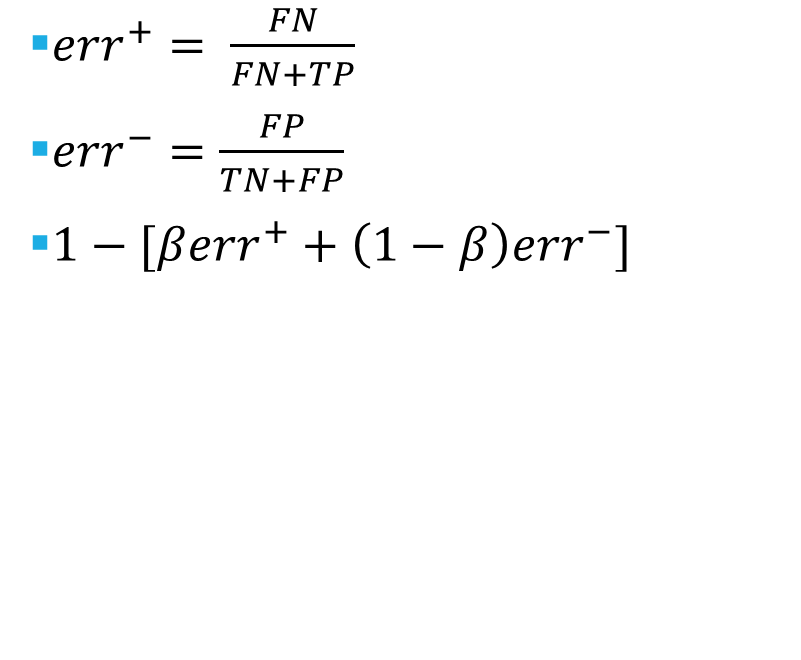 ▪err⁺ = FN / FN+TP
▪err⁻ = FP / TN+FP
▪1 − [βerr⁺ + (1 − β)err⁻]